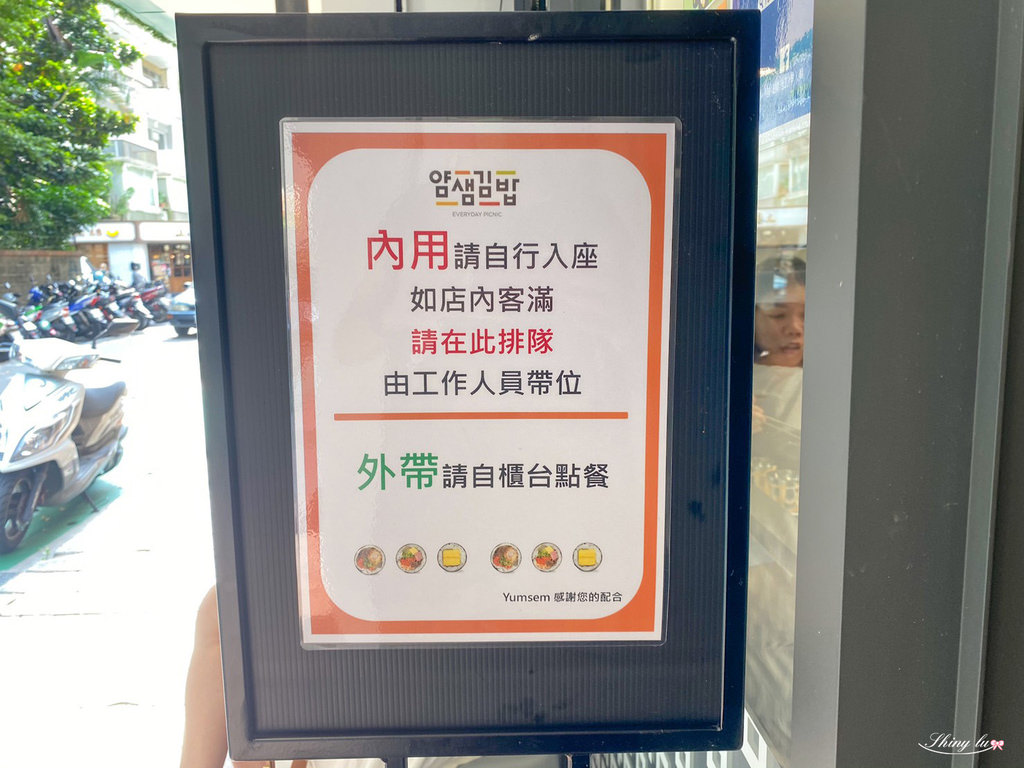 얌샘김밥
EVERYDAY PICNIC
內用請自行入座
如店內客滿
請在此排隊
由工作人員帶位
外帶請自櫃台點餐
Yumsem 感謝您的配合
Shiny lu